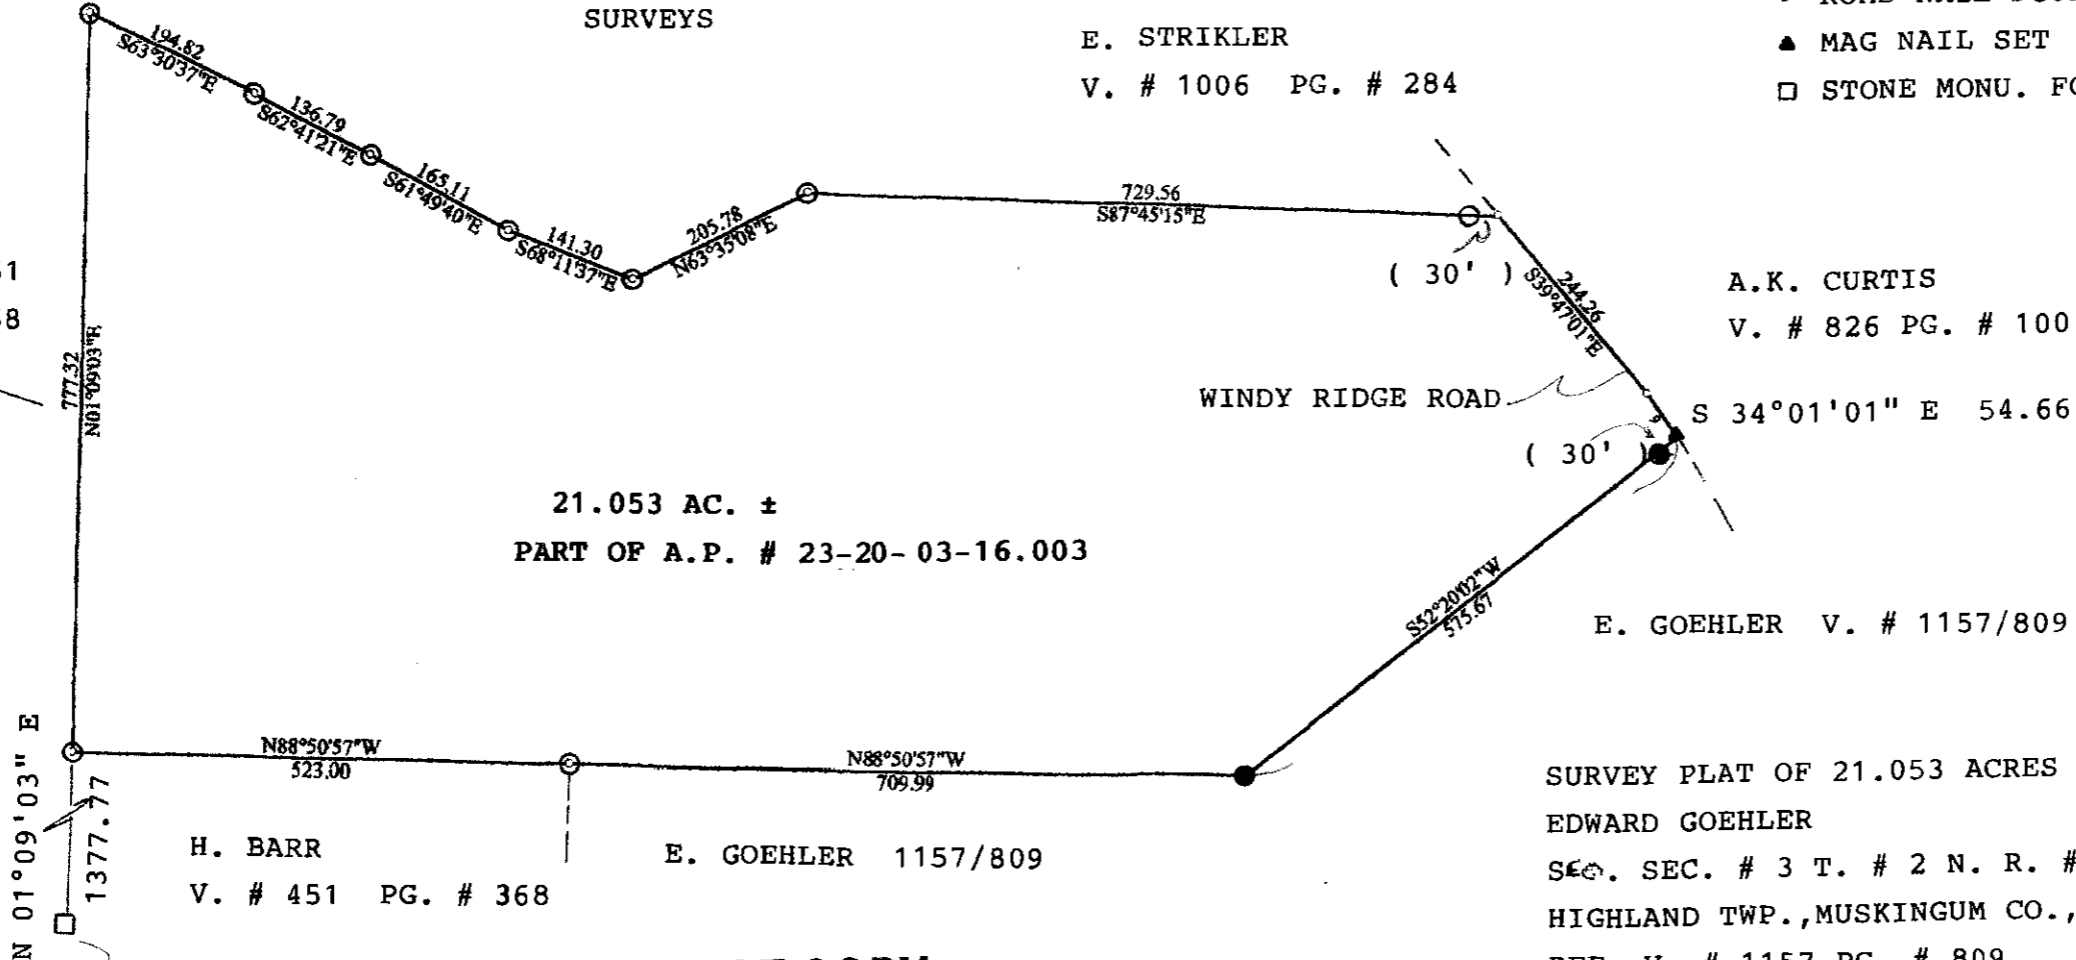 SURVEYS
E. STRIKLER
V. # 1006 PG. # 284
▲ MAG NAIL SET
□ STONE MONU.
194.82
S63°30'37"E
136.79
S62°41'21"E
165.11
S61°49'40"E
141.30
S68°11'37"E
205.78
N63°35'08"E
729.56
S87°45'15"E
( 30' )
244.26
S39°47'01"E
A.K. CURTIS
V. # 826 PG. # 100
WINDY RIDGE ROAD
S 34°01'01" E 54.66
( 30' )
777.32
N01°09'03"E
21.053 AC. ±
PART OF A.P. # 23-20-03-16.003
S52°20'02"W
575.67
E. GOEHLER V. # 1157/809
N88°50'57"W
523.00
N88°50'57"W
709.99
N 01°09'03" E
1377.77
H. BARR
V. # 451 PG. # 368
E. GOEHLER 1157/809
SURVEY PLAT OF 21.053 ACRES
EDWARD GOEHLER
SEC. # 3 T. # 2 N. R. #
HIGHLAND TWP.,MUSKINGUM CO.,
# 1157 PG. # 809